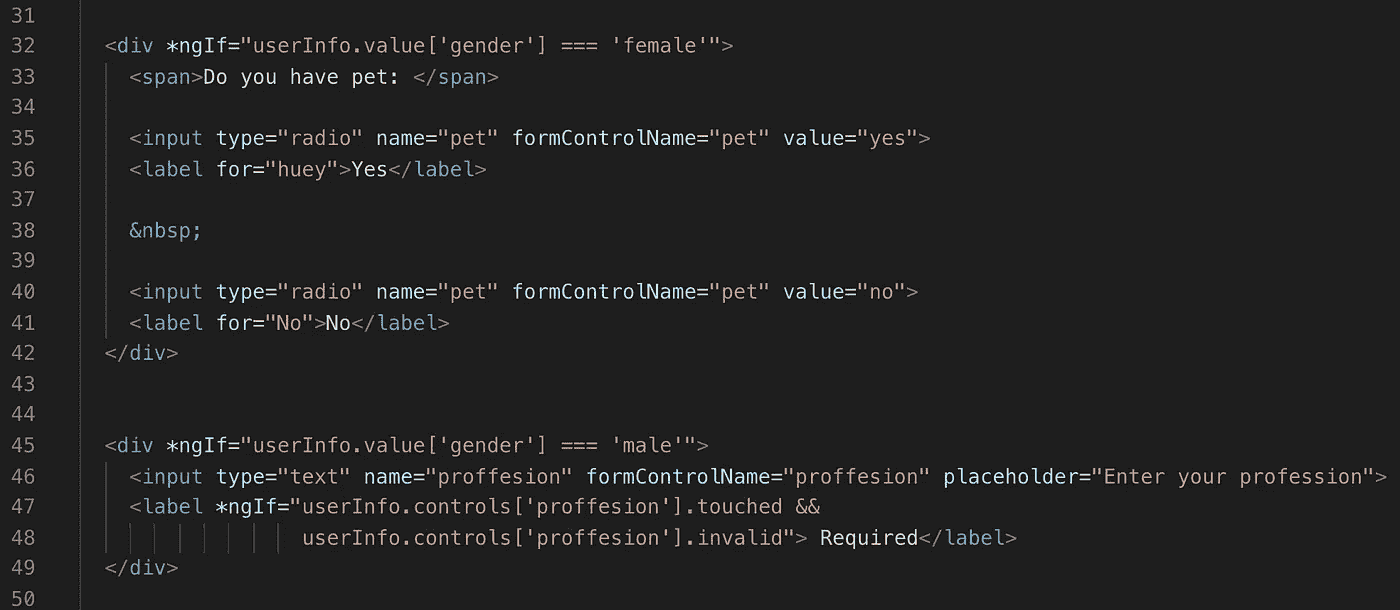 31
32 <div *ngIf="userInfo.value['gender'] === 'female'">
33 <span>Do you have pet: </span>
34
35 <input type="radio" name="pet" formControlName="pet" value="yes">
36 <label for="huey">Yes</label>
37
38 &nbsp;
39
40 <input type="radio" name="pet" formControlName="pet" value="no">
41 <label for="No">No</label>
42 </div>
43
44
45 <div *ngIf="userInfo.value['gender'] === 'male'">
46 <input type="text" name="proffesion" formControlName="proffesion" placeholder="Enter your profession">
47 <label *ngIf="userInfo.controls['proffesion'].touched &&
48 userInfo.controls['proffesion'].invalid"> Required</label>
49 </div>
50